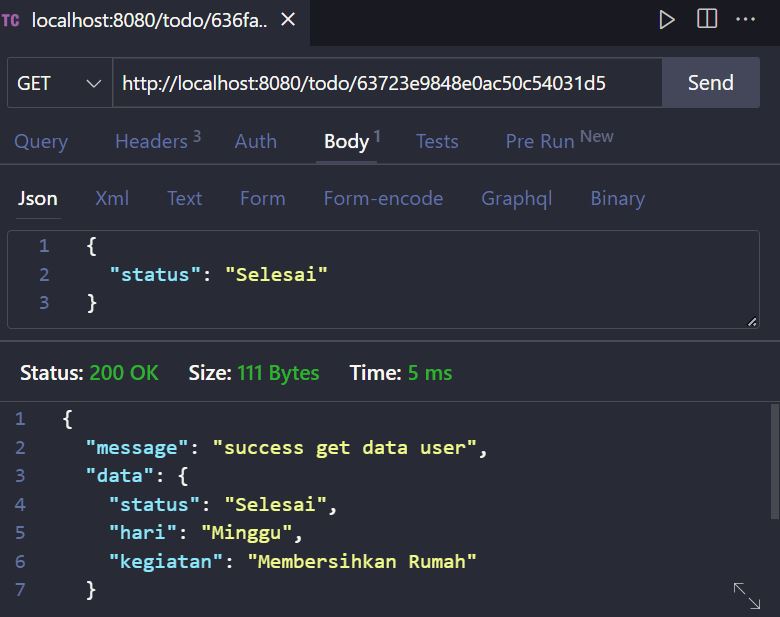 TC localhost:8080/todo/636fa..
GET http://localhost:8080/todo/63723e9848e0ac50c54031d5 Send
Query Headers 3 Auth Body 1 Tests Pre Run New
Json Xml Text Form Form-encode Graphql Binary
1 {
2 "status": "Selesai"
3 }
Status: 200 OK Size: 111 Bytes Time: 5 ms
1 {
2 "message": "success get data user",
3 "data": {
4 "status": "Selesai",
5 "hari": "Minggu",
6 "kegiatan": "Membersihkan Rumah"
7 }